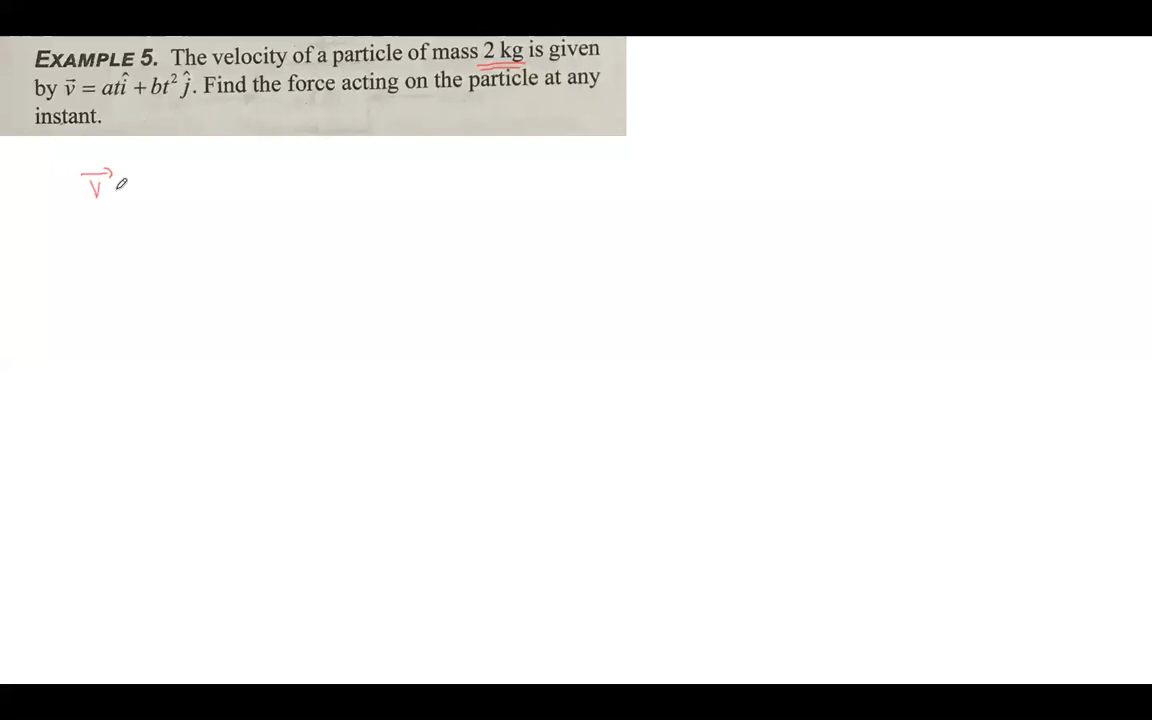 EXAMPLE 5. The velocity of a particle of mass 2 kg is given
by v⃗ = atî + bt² ĵ. Find the force acting on the particle at any
instant.
v⃗